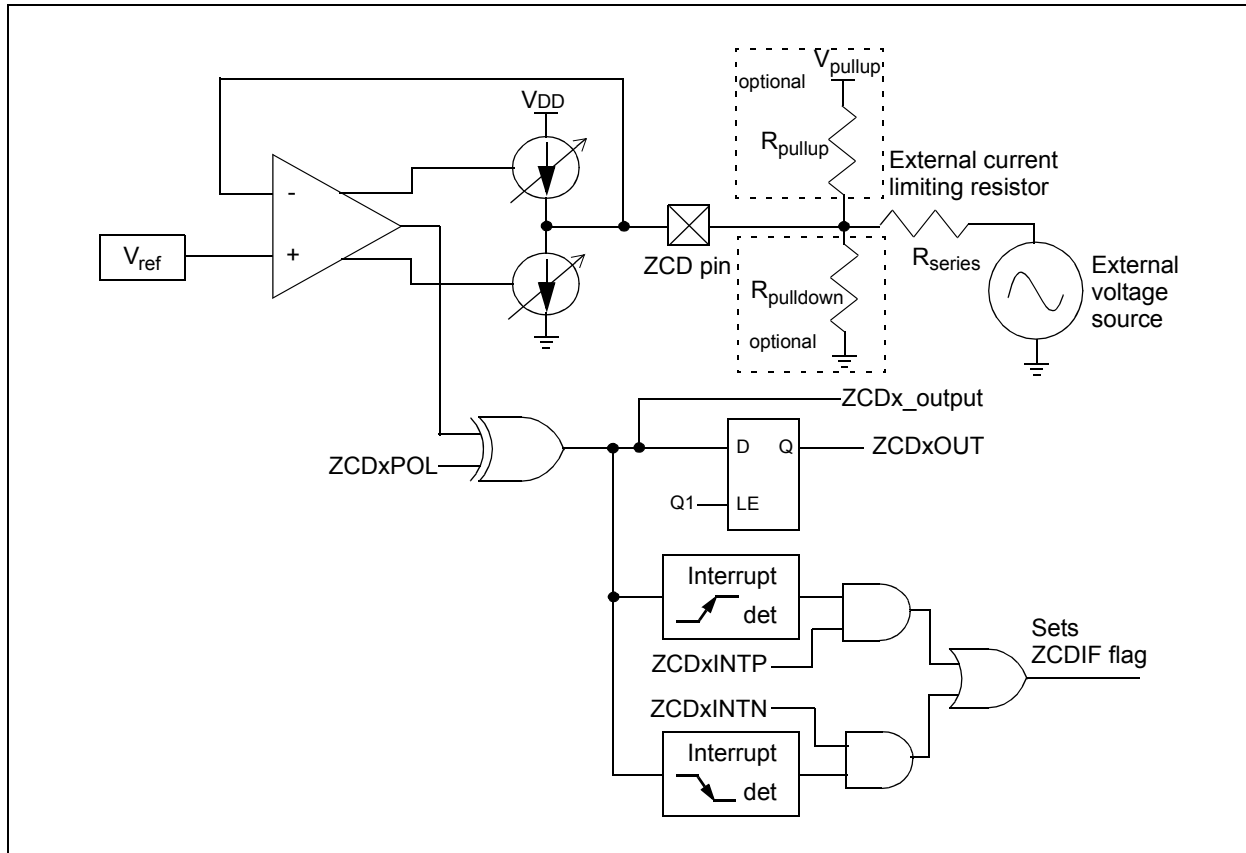 optional
Vpullup
VDD
Rpullup
External current
limiting resistor
-
Vref
+
ZCD pin
Rseries
External
voltage
source
Rpulldown
optional
ZCDx_output
D
Q
ZCDxOUT
ZCDxPOL
Q1
LE
Interrupt
det
ZCDxINTP
Sets
ZCDIF flag
ZCDxINTN
Interrupt
det